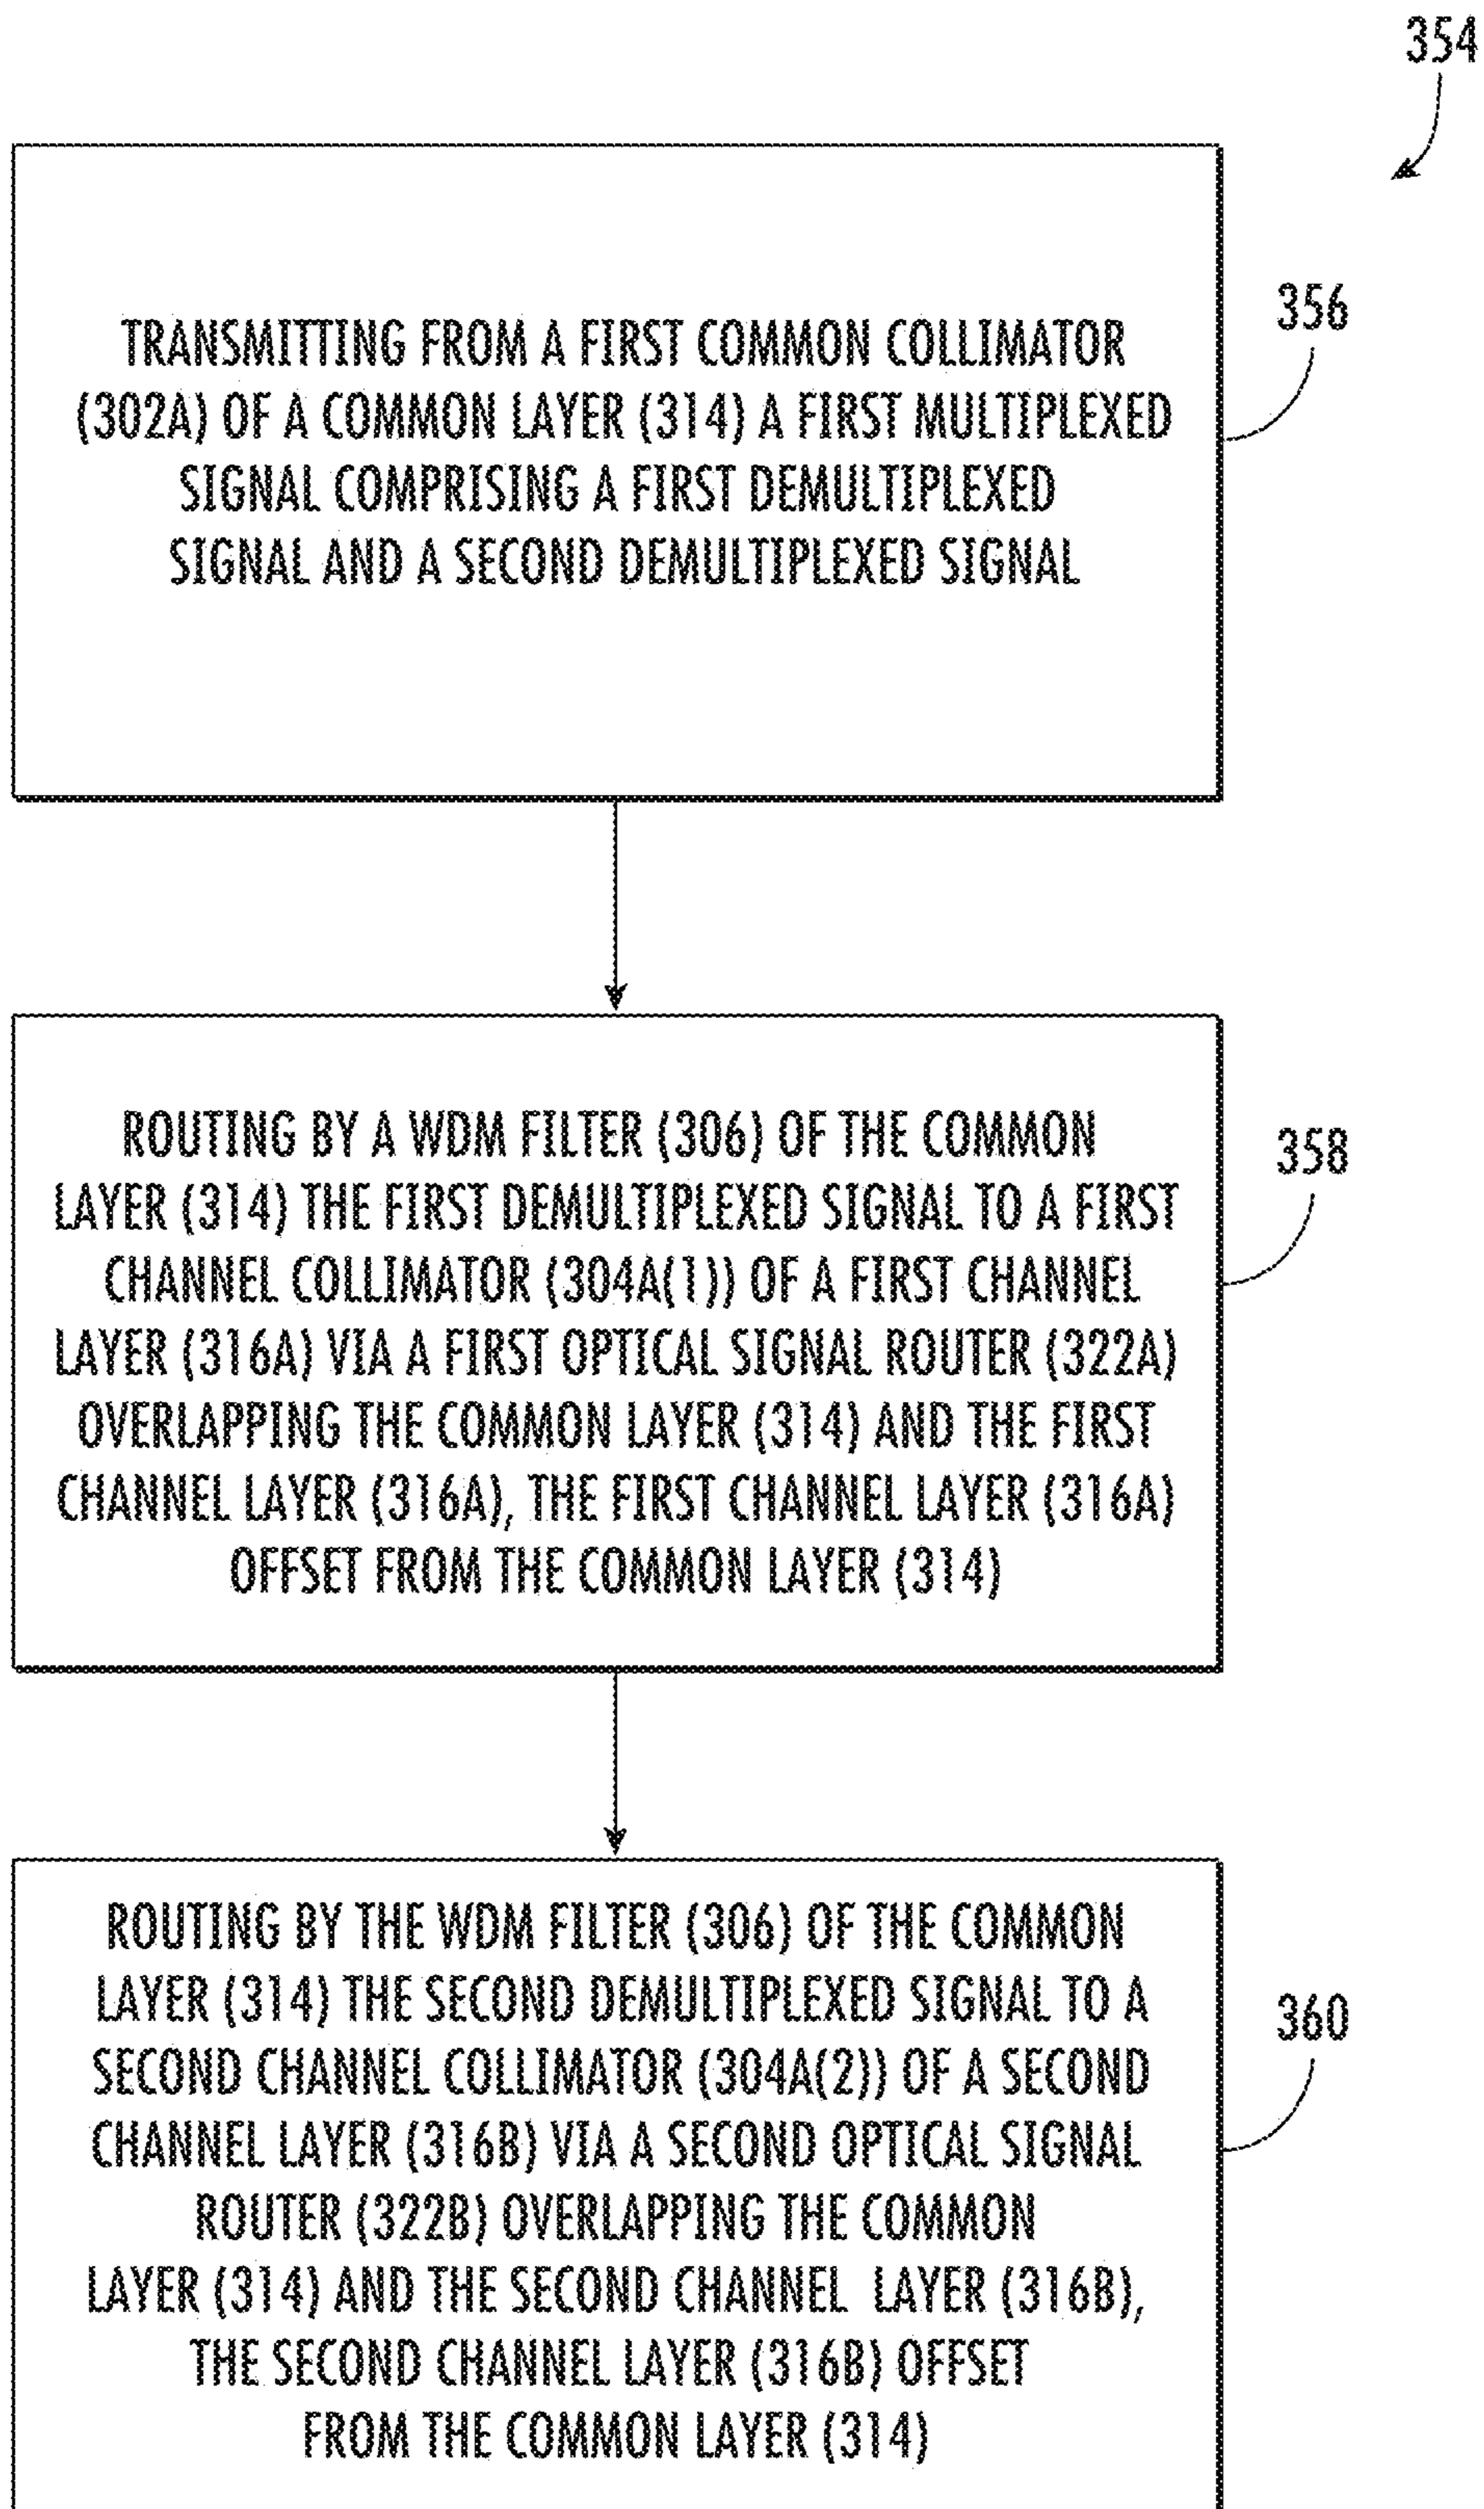 354
TRANSMITTING FROM A FIRST COMMON COLLIMATOR
(302A) OF A COMMON LAYER (314) A FIRST MULTIPLEXED
SIGNAL COMPRISING A FIRST DEMULTIPLEXED
SIGNAL AND A SECOND DEMULTIPLEXED SIGNAL
356
ROUTING BY A WDM FILTER (306) OF THE COMMON
LAYER (314) THE FIRST DEMULTIPLEXED SIGNAL TO A FIRST
CHANNEL COLLIMATOR (304A(1)) OF A FIRST CHANNEL
LAYER (316A) VIA A FIRST OPTICAL SIGNAL ROUTER (322A)
OVERLAPPING THE COMMON LAYER (314) AND THE FIRST
CHANNEL LAYER (316A), THE FIRST CHANNEL LAYER (316A)
OFFSET FROM THE COMMON LAYER (314)
358
ROUTING BY THE WDM FILTER (306) OF THE COMMON
LAYER (314) THE SECOND DEMULTIPLEXED SIGNAL TO A
SECOND CHANNEL COLLIMATOR (304A(2)) OF A SECOND
CHANNEL LAYER (316B) VIA A SECOND OPTICAL SIGNAL
ROUTER (322B) OVERLAPPING THE COMMON
LAYER (314) AND THE SECOND CHANNEL LAYER (316B),
THE SECOND CHANNEL LAYER (316B) OFFSET
FROM THE COMMON LAYER (314)
360